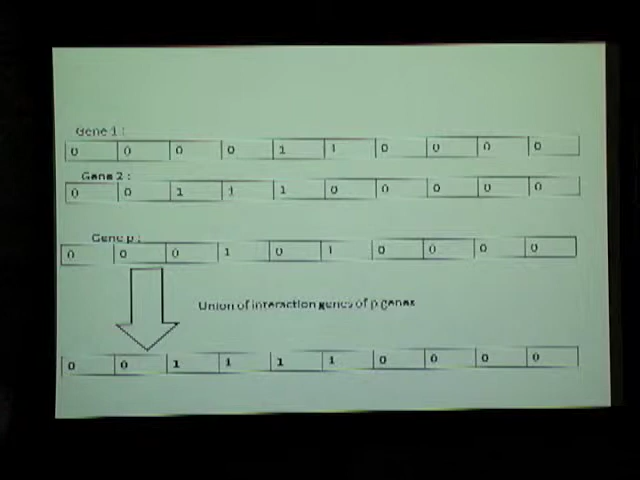 Gene 1 :
0 0 0 0 1 1 0 0 0 0
Gene 2 :
0 0 1 1 1 0 0 0 0 0
Gene p :
0 0 0 1 0 1 0 0 0 0
Union of interaction genes of p genes
0 0 1 1 1 1 0 0 0 0